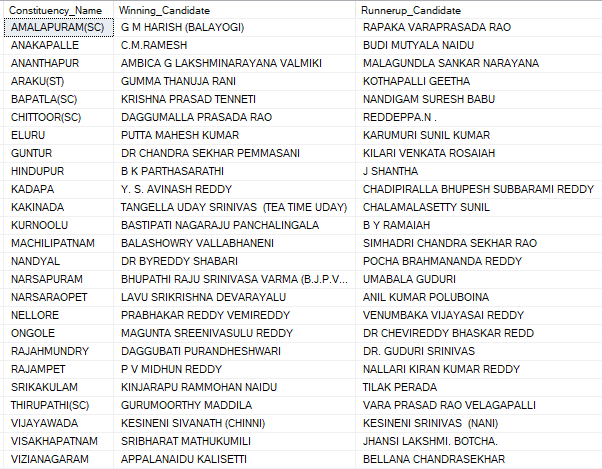 Constituency_Name Winning_Candidate Runnerup_Candidate
AMALAPURAM(SC) G M HARISH (BALAYOGI) RAPAKA VARAPRASADA RAO
ANAKAPALLE C.M.RAMESH BUDI MUTYALA NAIDU
ANANTHAPUR AMBICA G LAKSHMINARAYANA VALMIKI MALAGUNDLA SANKAR NARAYANA
ARAKU(ST) GUMMA THANUJA RANI KOTHAPALLI GEETHA
BAPATLA(SC) KRISHNA PRASAD TENNETI NANDIGAM SURESH BABU
CHITTOOR(SC) DAGGUMALLA PRASADA RAO REDDEPPA.N .
ELURU PUTTA MAHESH KUMAR KARUMURI SUNIL KUMAR
GUNTUR DR CHANDRA SEKHAR PEMMASANI KILARI VENKATA ROSAIAH
HINDUPUR B K PARTHASARATHI J SHANTHA
KADAPA Y. S. AVINASH REDDY CHADIPIRALLA BHUPESH SUBBARAMI REDDY
KAKINADA TANGELLA UDAY SRINIVAS (TEA TIME UDAY) CHALAMALASETTY SUNIL
KURNOOLU BASTIPATI NAGARAJU PANCHALINGALA B Y RAMAIAH
MACHILIPATNAM BALASHOWRY VALLABHANENI SIMHADRI CHANDRA SEKHAR RAO
NANDYAL DR BYREDDY SHABARI POCHA BRAHMANANDA REDDY
NARSAPURAM BHUPATHI RAJU SRINIVASA VARMA (B.J.P.V... UMABALA GUDURI
NARSARAOPET LAVU SRIKRISHNA DEVARAYALU ANIL KUMAR POLUBOINA
NELLORE PRABHAKAR REDDY VEMIREDDY VENUMBAKA VIJAYASAI REDDY
ONGOLE MAGUNTA SREENIVASULU REDDY DR CHEVIREDDY BHASKAR REDD
RAJAHMUNDRY DAGGUBATI PURANDHESHWARI DR. GUDURI SRINIVAS
RAJAMPET P V MIDHUN REDDY NALLARI KIRAN KUMAR REDDY
SRIKAKULAM KINJARAPU RAMMOHAN NAIDU TILAK PERADA
THIRUPATHI(SC) GURUMOORTHY MADDILA VARA PRASAD RAO VELAGAPALLI
VIJAYAWADA KESINENI SIVANATH (CHINNI) KESINENI SRINIVAS (NANI)
VISAKHAPATNAM SRIBHARAT MATHUKUMILI JHANSI LAKSHMI. BOTCHA.
VIZIANAGARAM APPALANAIDU KALISETTI BELLANA CHANDRASEKHAR